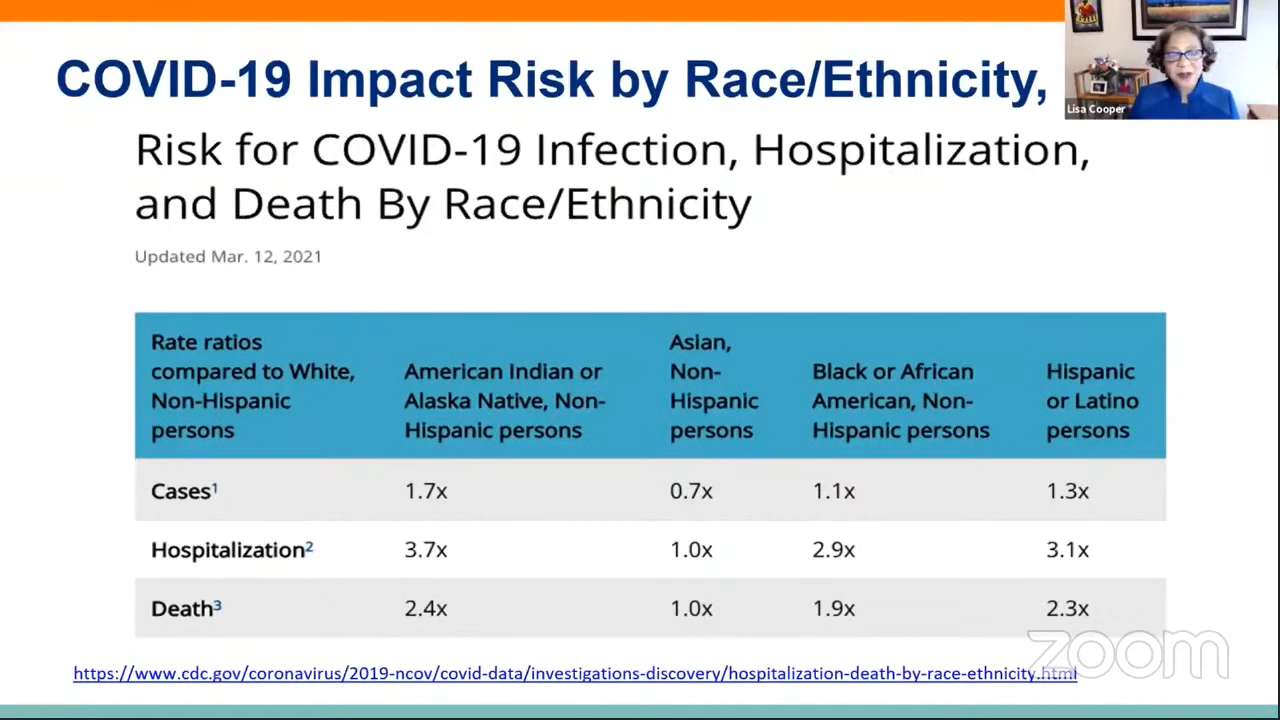 COVID-19 Impact Risk by Race/Ethnicity,
Lisa Cooper
Risk for COVID-19 Infection, Hospitalization,
and Death By Race/Ethnicity
Updated Mar. 12, 2021
Rate ratios
compared to White,
Non-Hispanic
persons
American Indian or
Alaska Native, Non-
Hispanic persons
Asian,
Non-
Hispanic
persons
Black or African
American, Non-
Hispanic persons
Hispanic
or Latino
persons
Cases¹ 1.7x 0.7x 1.1x 1.3x
Hospitalization² 3.7x 1.0x 2.9x 3.1x
Death³ 2.4x 1.0x 1.9x 2.3x
zoom
https://www.cdc.gov/coronavirus/2019-ncov/covid-data/investigations-discovery/hospitalization-death-by-race-ethnicity.html